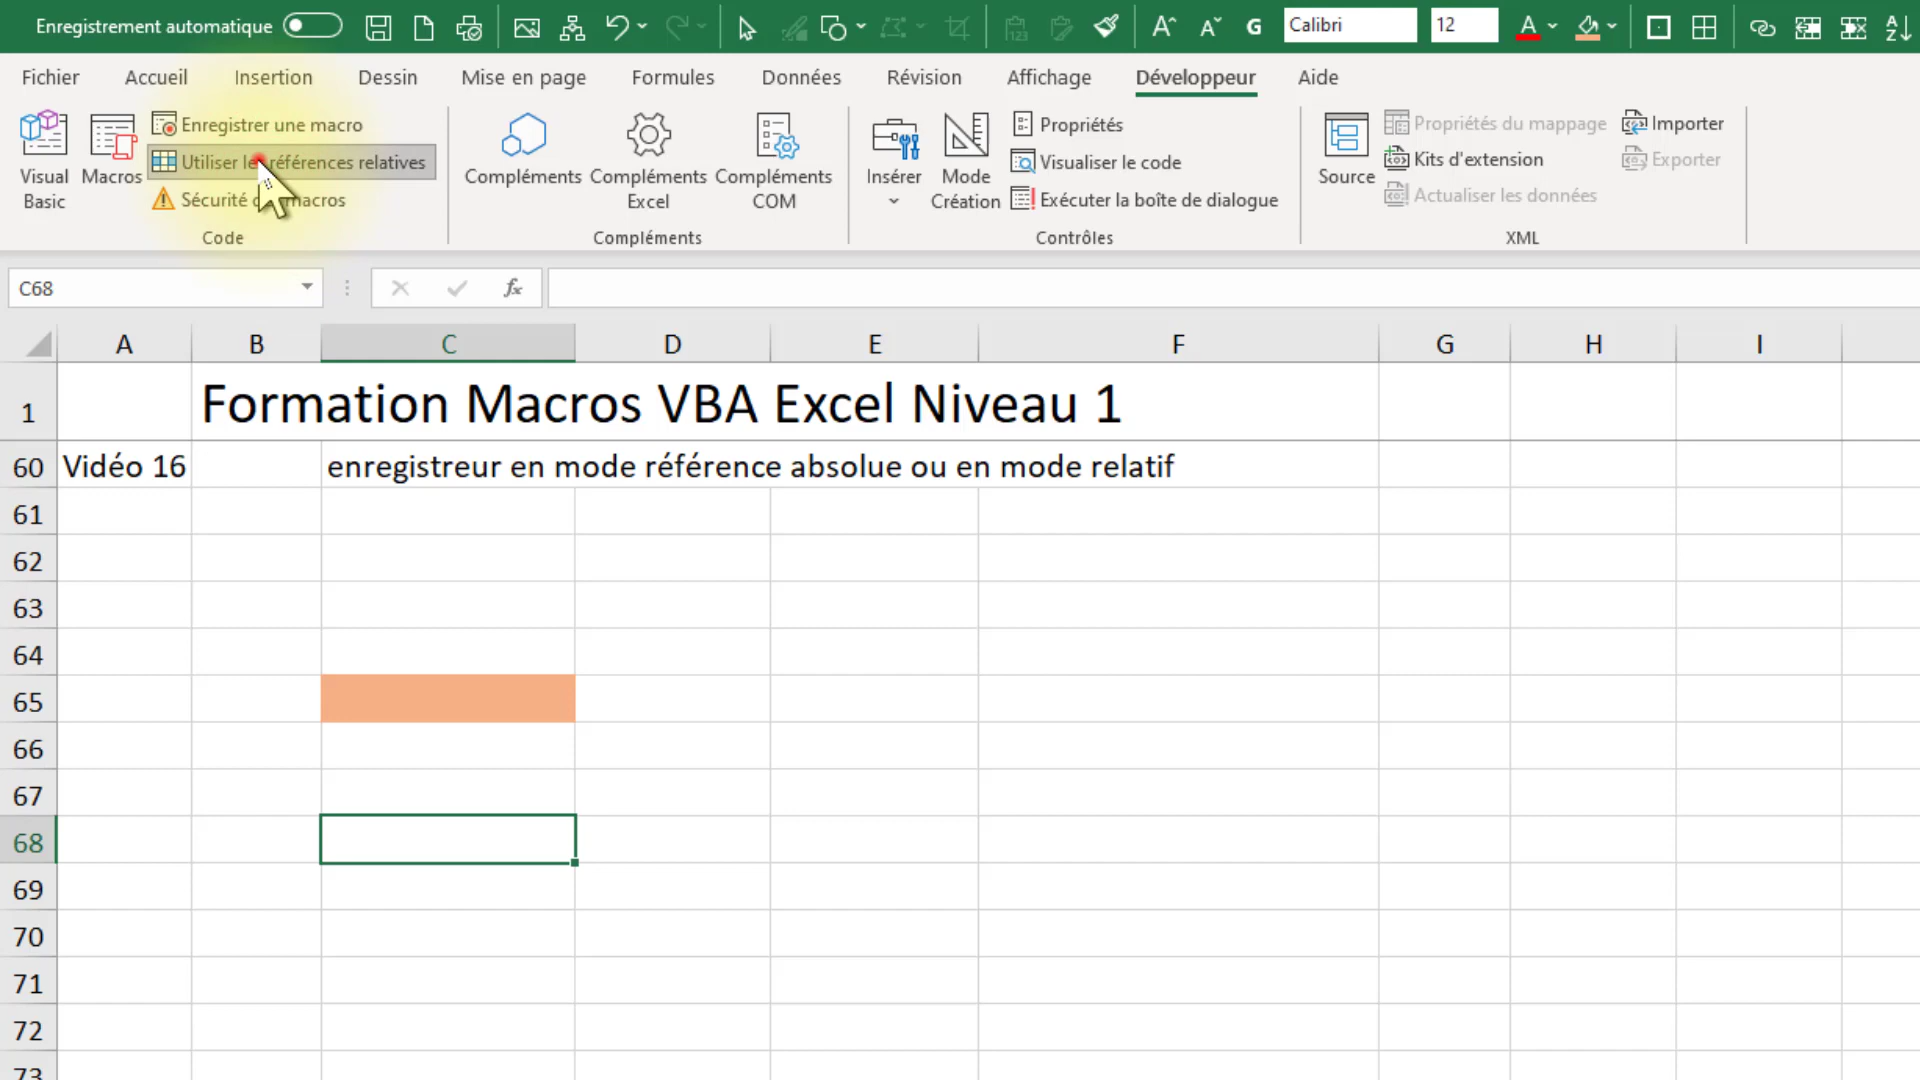 Enregistrement automatique
G
Calibri
12
A
Fichier Accueil Insertion Dessin Mise en page Formules Données Révision Affichage Développeur Aide
Visual Basic
Macros
Enregistrer une macro
Utiliser les références relatives
Sécurité macros
Code
Compléments
Compléments Excel
Compléments COM
Compléments
Insérer
Mode Création
Propriétés
Visualiser le code
Exécuter la boîte de dialogue
Contrôles
Source
Propriétés du mappage
Kits d'extension
Actualiser les données
Importer
Exporter
XML
C68
fx
A B C D E F G H I
1 Formation Macros VBA Excel Niveau 1
60 Vidéo 16 enregistreur en mode référence absolue ou en mode relatif
61
62
63
64
65
66
67
68
69
70
71
72
73